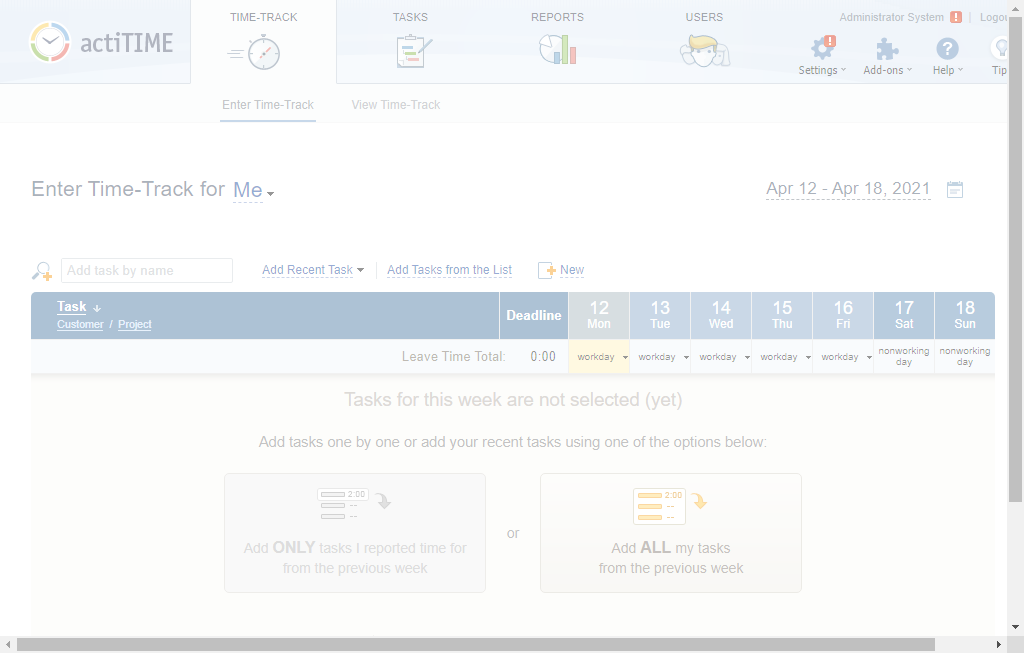 actiTIME
TIME-TRACK
TASKS
REPORTS
USERS
Administrator System ! | Logou
Settings
Add-ons
Help
Tip
Enter Time-Track
View Time-Track
Enter Time-Track for Me
Apr 12 - Apr 18, 2021
Add task by name
Add Recent Task
Add Tasks from the List
New
Task
Customer / Project
Deadline
12 Mon
13 Tue
14 Wed
15 Thu
16 Fri
17 Sat
18 Sun
Leave Time Total: 0:00
workday
workday
workday
workday
workday
nonworking day
nonworking day
Tasks for this week are not selected (yet)
Add tasks one by one or add your recent tasks using one of the options below:
2:00
--
--
Add ONLY tasks I reported time for
from the previous week
or
2:00
--
--
Add ALL my tasks
from the previous week